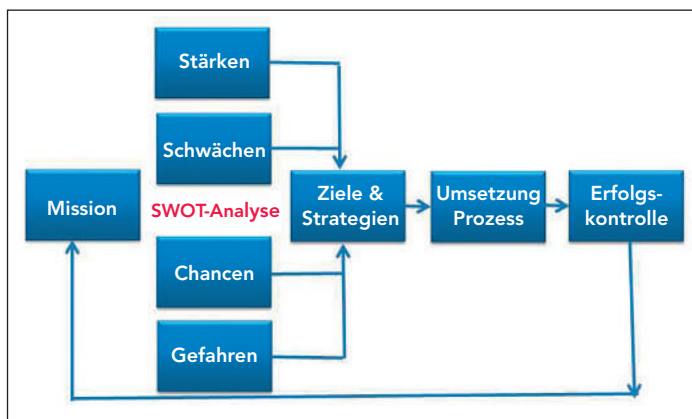 Stärken
Schwächen
Mission
SWOT-Analyse
Ziele &
Strategien
Umsetzung
Prozess
Erfolgs-
kontrolle
Chancen
Gefahren